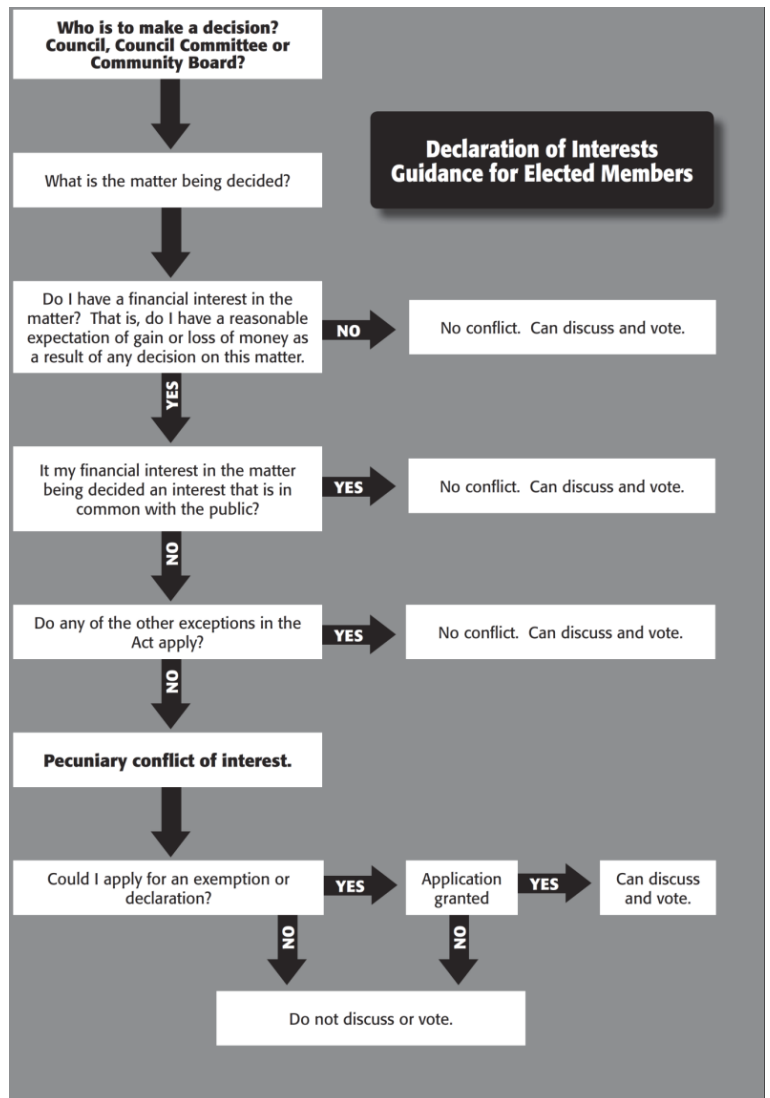 Who is to make a decision?
Council, Council Committee or
Community Board?
Declaration of Interests
Guidance for Elected Members
What is the matter being decided?
Do I have a financial interest in the
matter? That is, do I have a reasonable
expectation of gain or loss of money as
a result of any decision on this matter.
NO
No conflict. Can discuss and vote.
YES
It my financial interest in the matter
being decided an interest that is in
common with the public?
YES
No conflict. Can discuss and vote.
NO
Do any of the other exceptions in the
Act apply?
YES
No conflict. Can discuss and vote.
NO
Pecuniary conflict of interest.
Could I apply for an exemption or
declaration?
YES
Application
granted
YES
Can discuss
and vote.
NO
NO
Do not discuss or vote.